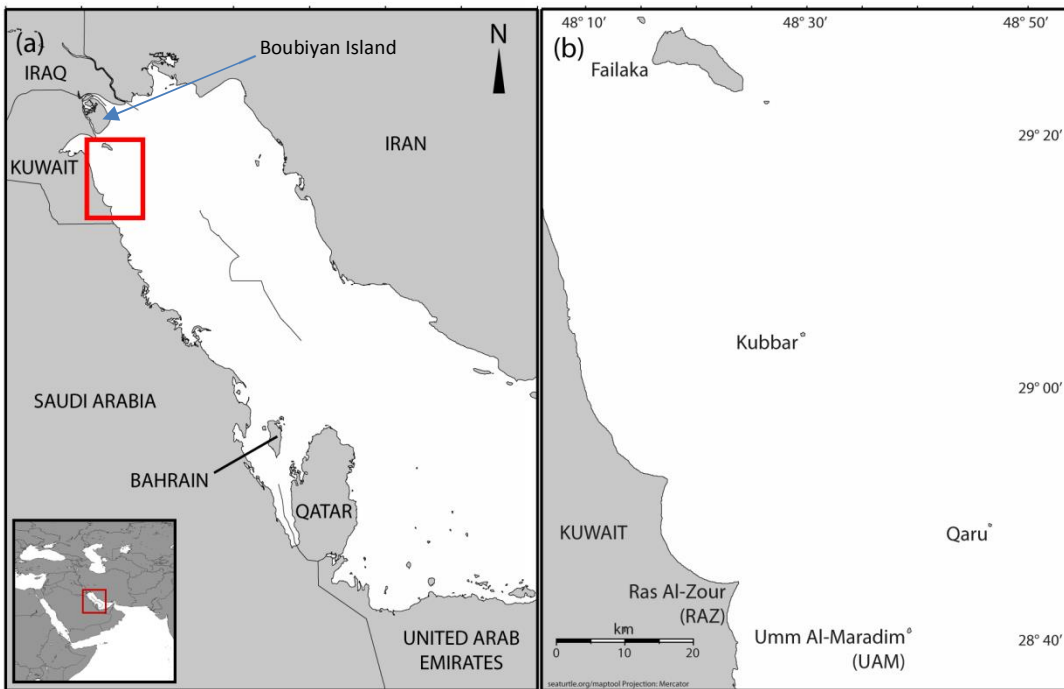 (a)
Boubiyan Island
N
IRAQ
IRAN
KUWAIT
SAUDI ARABIA
BAHRAIN
QATAR
UNITED ARAB
EMIRATES
(b)
48° 10'
48° 30'
48° 50'
Failaka
29° 20'
Kubbar
29° 00'
KUWAIT
Qaru
Ras Al-Zour
(RAZ)
km
0
10
20
Umm Al-Maradim
(UAM)
28° 40'
seaturtle.org/maptool Projection: Mercator